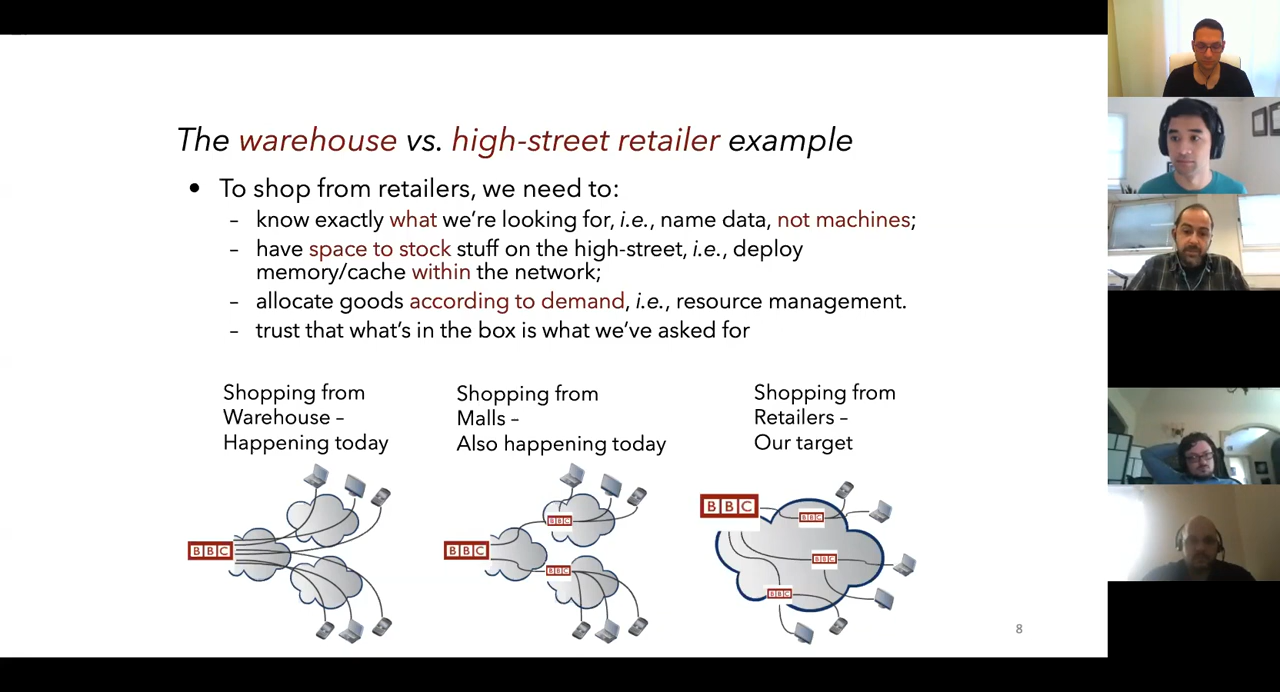 The warehouse vs. high-street retailer example
• To shop from retailers, we need to:
– know exactly what we're looking for, i.e., name data, not machines;
– have space to stock stuff on the high-street, i.e., deploy
memory/cache within the network;
– allocate goods according to demand, i.e., resource management.
– trust that what's in the box is what we've asked for
Shopping from
Warehouse –
Happening today
Shopping from
Malls –
Also happening today
Shopping from
Retailers –
Our target
BBC
BBC
BBC
BBC
BBC
BBC
BBC
BBC
8